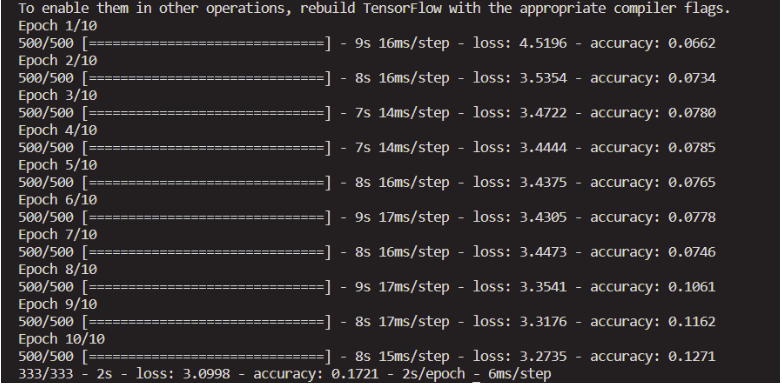 To enable them in other operations, rebuild TensorFlow with the appropriate compiler flags.
Epoch 1/10
500/500 [==============================] - 9s 16ms/step - loss: 4.5196 - accuracy: 0.0662
Epoch 2/10
500/500 [==============================] - 8s 16ms/step - loss: 3.5354 - accuracy: 0.0734
Epoch 3/10
500/500 [==============================] - 7s 14ms/step - loss: 3.4722 - accuracy: 0.0780
Epoch 4/10
500/500 [==============================] - 7s 14ms/step - loss: 3.4444 - accuracy: 0.0785
Epoch 5/10
500/500 [==============================] - 8s 16ms/step - loss: 3.4375 - accuracy: 0.0765
Epoch 6/10
500/500 [==============================] - 9s 17ms/step - loss: 3.4305 - accuracy: 0.0778
Epoch 7/10
500/500 [==============================] - 8s 16ms/step - loss: 3.4473 - accuracy: 0.0746
Epoch 8/10
500/500 [==============================] - 9s 17ms/step - loss: 3.3541 - accuracy: 0.1061
Epoch 9/10
500/500 [==============================] - 8s 17ms/step - loss: 3.3176 - accuracy: 0.1162
Epoch 10/10
500/500 [==============================] - 8s 15ms/step - loss: 3.2735 - accuracy: 0.1271
333/333 - 2s - loss: 3.0998 - accuracy: 0.1721 - 2s/epoch - 6ms/step